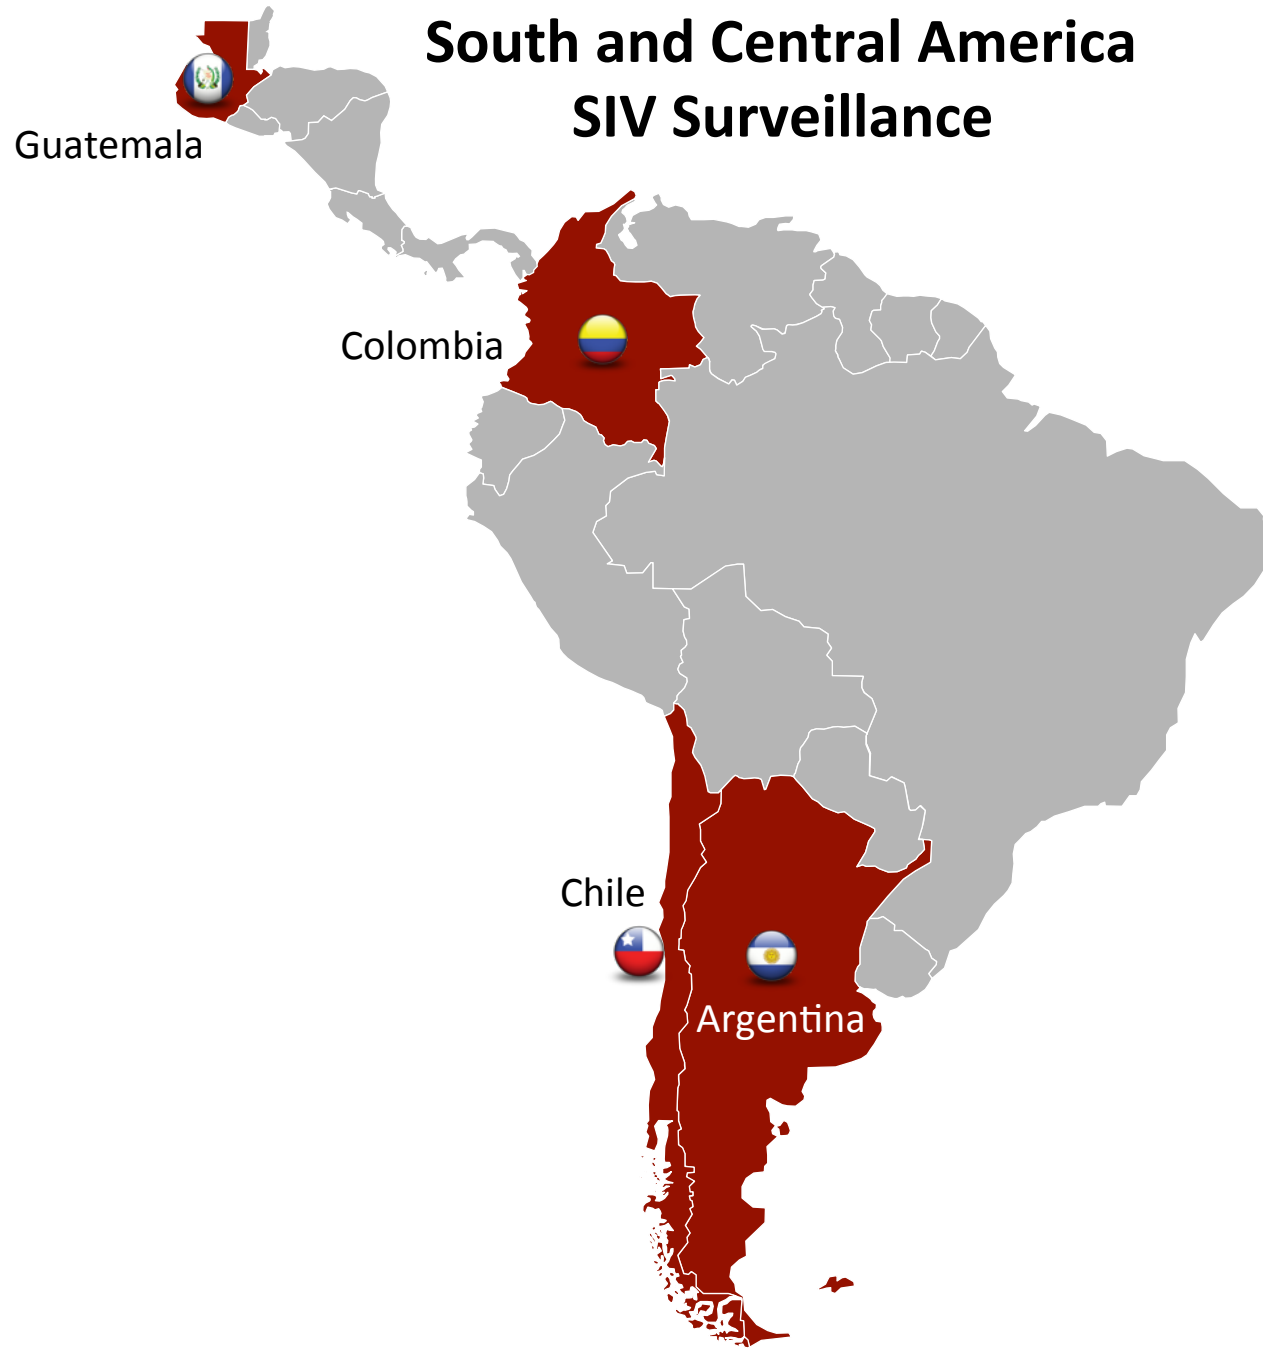 South and Central America
SIV Surveillance
Guatemala
Colombia
Chile
Argentina